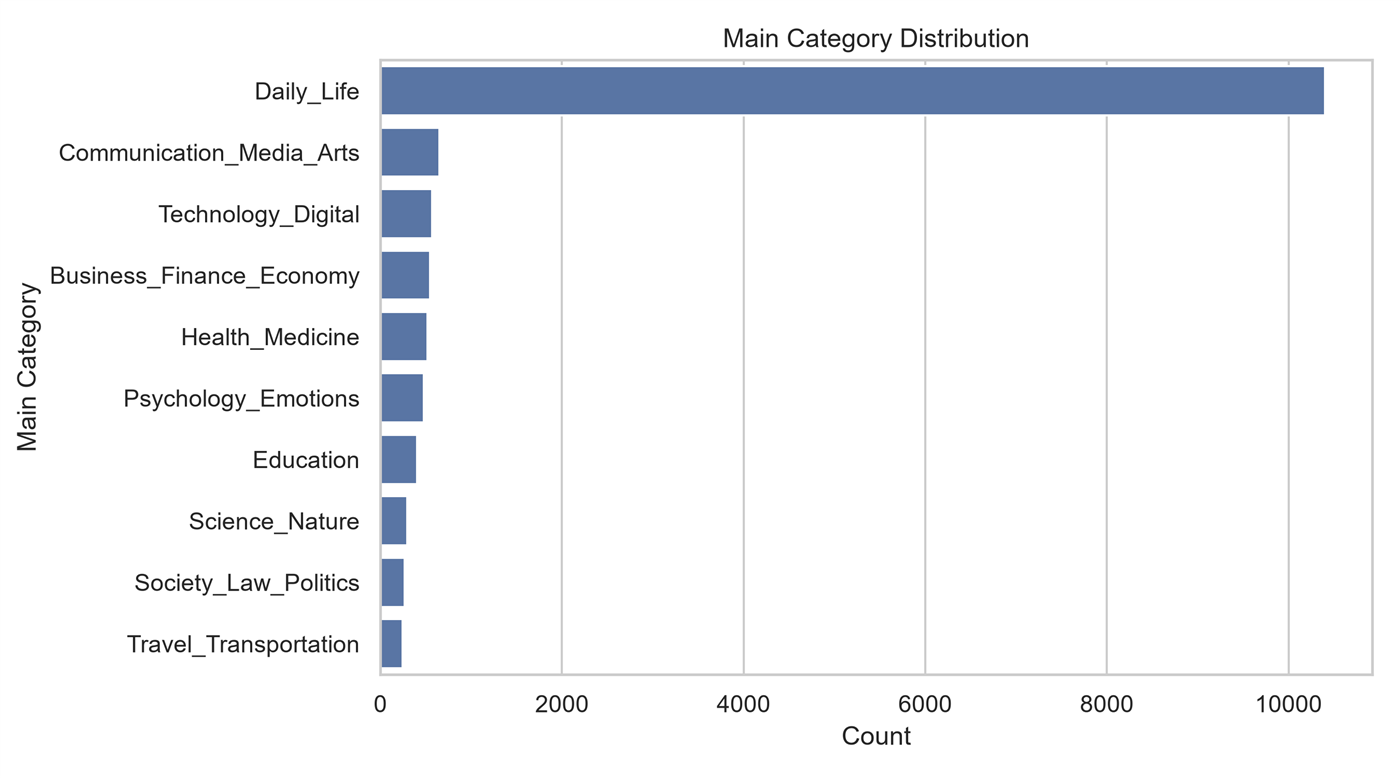 Main Category Distribution
Main Category
Daily_Life
Communication_Media_Arts
Technology_Digital
Business_Finance_Economy
Health_Medicine
Psychology_Emotions
Education
Science_Nature
Society_Law_Politics
Travel_Transportation
0 2000 4000 6000 8000 10000
Count